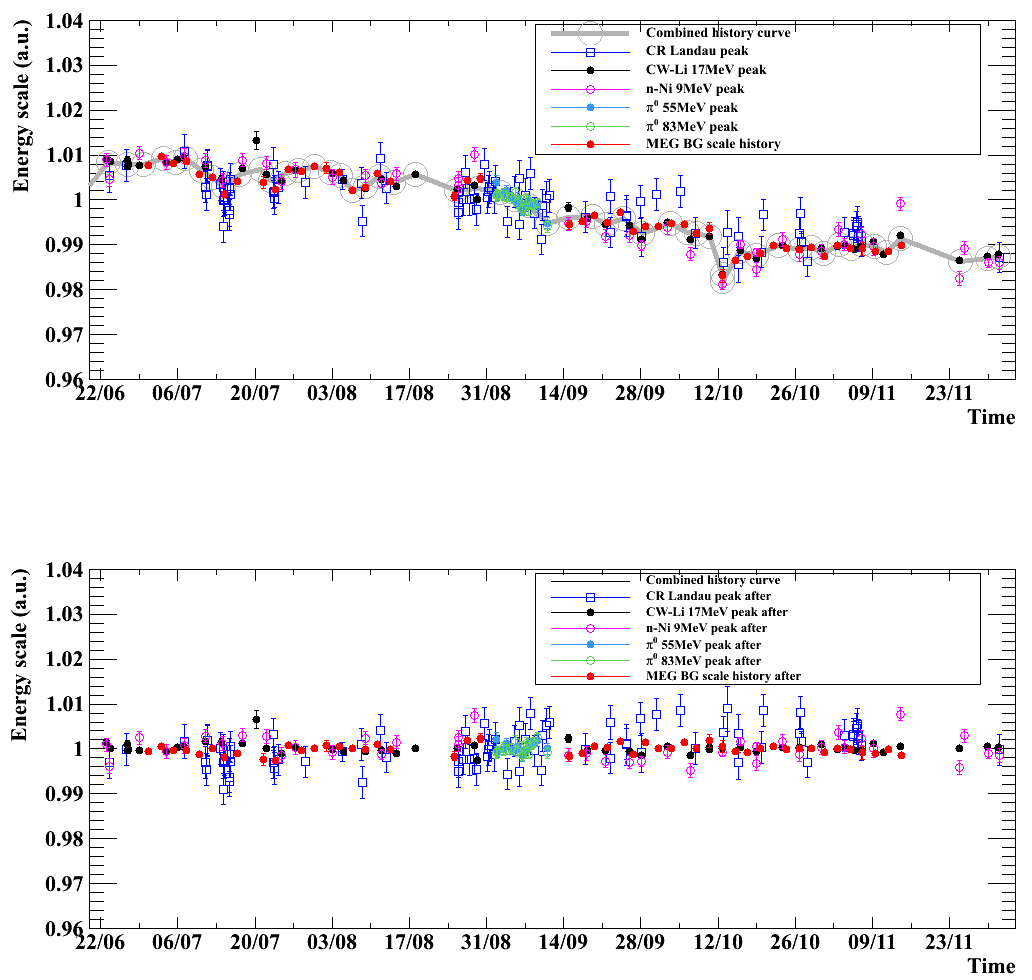 Energy scale (a.u.)
1.04
1.03
1.02
1.01
1
0.99
0.98
0.97
0.96
Combined history curve
CR Landau peak
CW-Li 17MeV peak
n-Ni 9MeV peak
π⁰ 55MeV peak
π⁰ 83MeV peak
MEG BG scale history
22/06 06/07 20/07 03/08 17/08 31/08 14/09 28/09 12/10 26/10 09/11 23/11
Time
Energy scale (a.u.)
1.04
1.03
1.02
1.01
1
0.99
0.98
0.97
0.96
Combined history curve
CR Landau peak after
CW-Li 17MeV peak after
n-Ni 9MeV peak after
π⁰ 55MeV peak after
π⁰ 83MeV peak after
MEG BG scale history after
22/06 06/07 20/07 03/08 17/08 31/08 14/09 28/09 12/10 26/10 09/11 23/11
Time